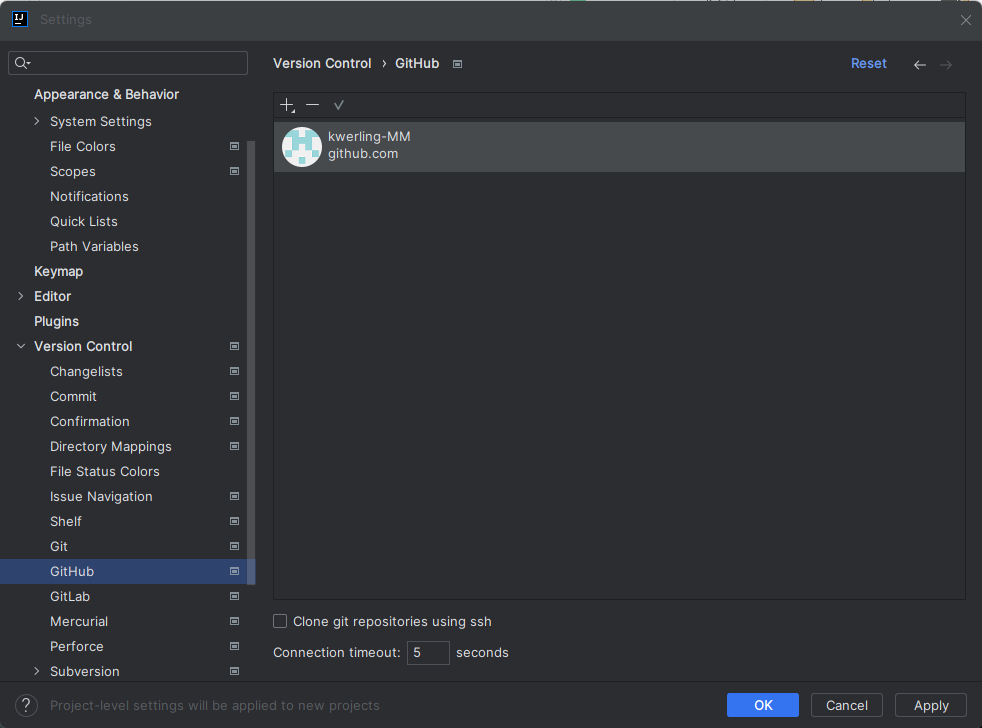 Settings
Version Control › GitHub
Reset
Appearance & Behavior
System Settings
File Colors
Scopes
Notifications
Quick Lists
Path Variables
Keymap
Editor
Plugins
Version Control
Changelists
Commit
Confirmation
Directory Mappings
File Status Colors
Issue Navigation
Shelf
Git
GitHub
GitLab
Mercurial
Perforce
Subversion
kwerling-MM
github.com
Clone git repositories using ssh
Connection timeout: 5 seconds
? Project-level settings will be applied to new projects
OK
Cancel
Apply